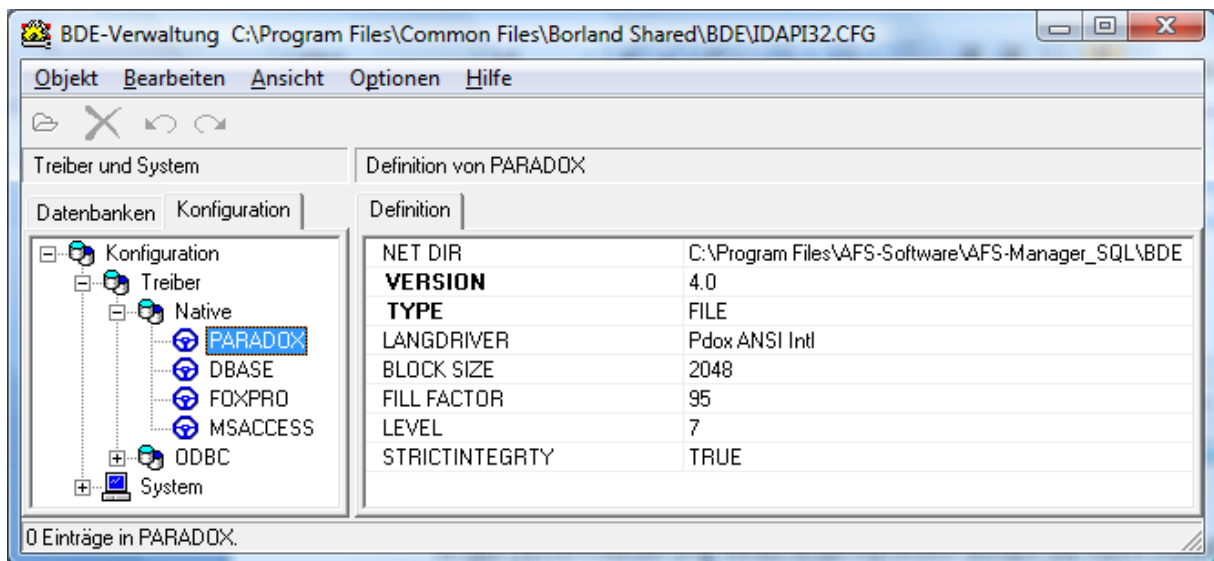 BDE-Verwaltung C:\Program Files\Common Files\Borland Shared\BDE\IDAPI32.CFG
Objekt Bearbeiten Ansicht Optionen Hilfe
Treiber und System
Definition von PARADOX
Datenbanken Konfiguration
Definition
Konfiguration
Treiber
Native
PARADOX
DBASE
FOXPRO
MSACCESS
ODBC
System
NET DIR C:\Program Files\AFS-Software\AFS-Manager_SQL\BDE
VERSION 4.0
TYPE FILE
LANGDRIVER Pdox ANSI Intl
BLOCK SIZE 2048
FILL FACTOR 95
LEVEL 7
STRICTINTEGRTY TRUE
0 Einträge in PARADOX.